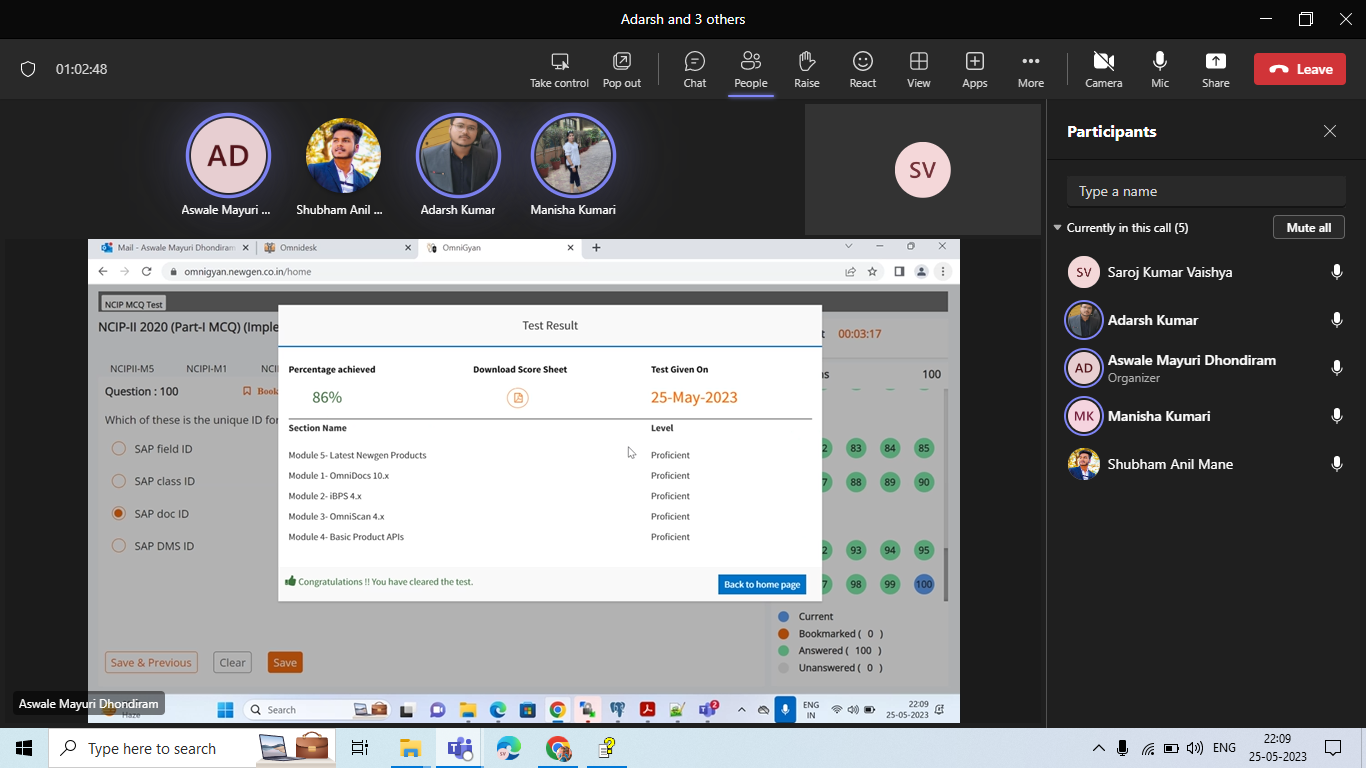 Adarsh and 3 others
01:02:48
Take control
Pop out
Chat
People
Raise
React
View
Apps
More
Camera
Mic
Share
Leave
AD
Aswale Mayuri ...
Shubham Anil ...
Adarsh Kumar
Manisha Kumari
SV
Participants
Type a name
Currently in this call (5)
Mute all
SV
Saroj Kumar Vaishya
Adarsh Kumar
AD
Aswale Mayuri Dhondiram
Organizer
MK
Manisha Kumari
Shubham Anil Mane
Mail - Aswale Mayuri Dhondiram
Omnidesk
OmniGyan
omnigyan.newgen.co.in/home
NCIP MCQ Test
NCIP-II 2020 (Part-I MCQ) (Imple
t 00:03:17
NCIPII-M5
NCIPI-M1
NCI
ns
100
Question : 100
Book
Which of these is the unique ID for
SAP field ID
SAP class ID
SAP doc ID
SAP DMS ID
Save & Previous
Clear
Save
Test Result
Percentage achieved
Download Score Sheet
Test Given On
86%
25-May-2023
Section Name
Level
Module 5- Latest Newgen Products
Proficient
Module 1- OmniDocs 10.x
Proficient
Module 2- iBPS 4.x
Proficient
Module 3- OmniScan 4.x
Proficient
Module 4- Basic Product APIs
Proficient
Congratulations !! You have cleared the test.
Back to home page
2 83 84 85
7 88 89 90
2 93 94 95
7 98 99 100
Current
Bookmarked ( 0 )
Answered ( 100 )
Unanswered ( 0 )
Aswale Mayuri Dhondiram
Haze
Search
2
ENG
IN
22:09
25-05-2023
Type here to search
ENG
22:09
25-05-2023